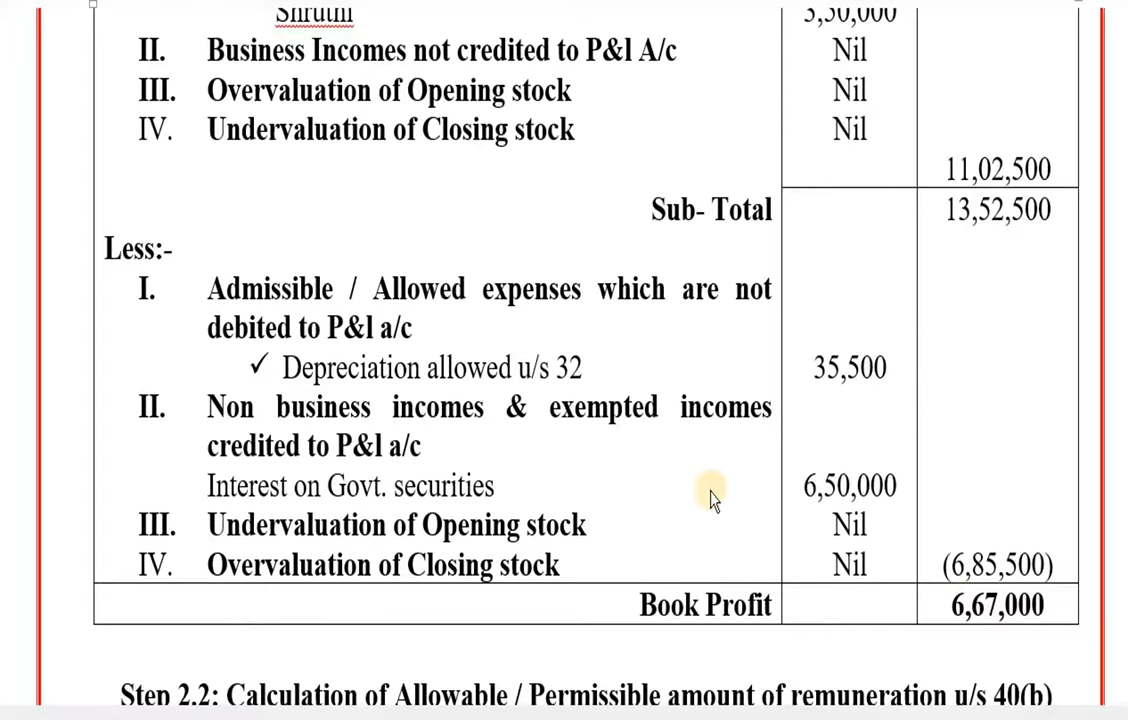 Shruthi 3,50,000
II. Business Incomes not credited to P&l A/c Nil
III. Overvaluation of Opening stock Nil
IV. Undervaluation of Closing stock Nil
11,02,500
Sub- Total 13,52,500
Less:-
I. Admissible / Allowed expenses which are not
debited to P&l a/c
✓ Depreciation allowed u/s 32 35,500
II. Non business incomes & exempted incomes
credited to P&l a/c
Interest on Govt. securities 6,50,000
III. Undervaluation of Opening stock Nil
IV. Overvaluation of Closing stock Nil (6,85,500)
Book Profit 6,67,000
Step 2.2: Calculation of Allowable / Permissible amount of remuneration u/s 40(b)